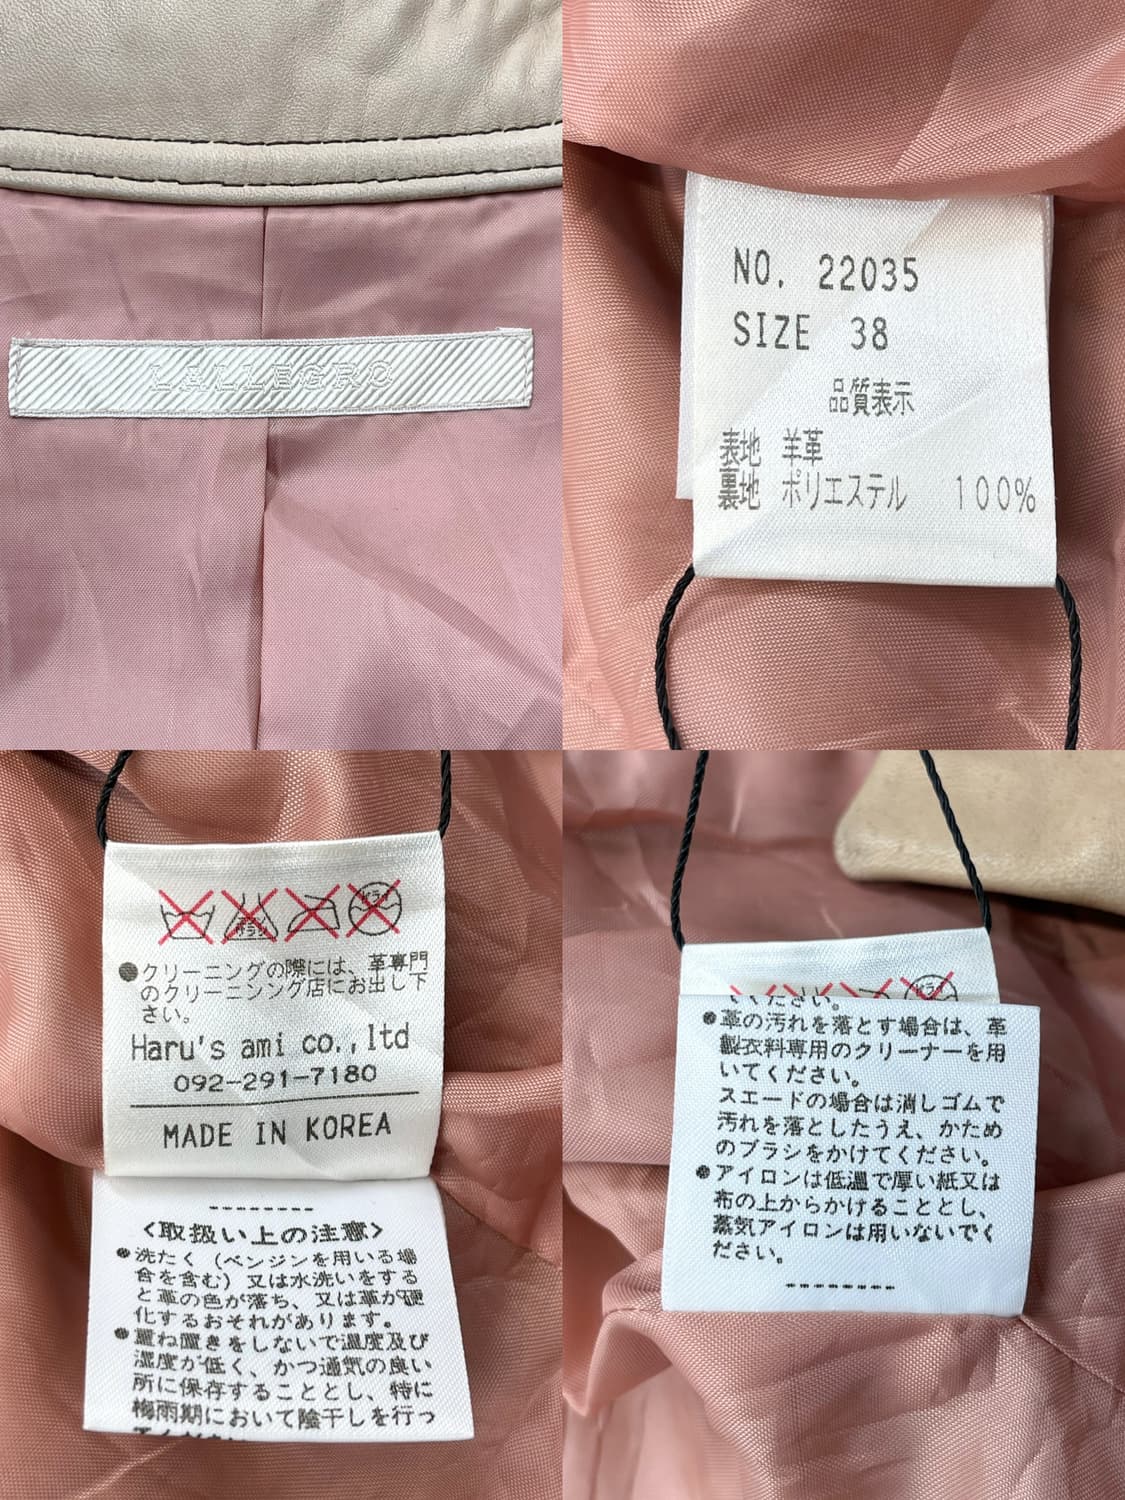 LALLEGRO
NO. 22035
SIZE 38
品質表示
表地 羊革
裏地 ポリエステル 100%
●クリーニングの際には、革専門
のクリーニング店にお出し下
さい。
Haru's ami co.,ltd
092-291-7180
MADE IN KOREA
<取扱い上の注意>
●洗たく (ベンジンを用いる場
合を含む) 又は水洗いをする
と革の色が落ち、又は革が硬
化するおそれがあります。
●重ね置きをしないで温度及び
湿度が低く、かつ通気の良い
所に保存することとし、特に
梅雨期において陰干しを行っ
てください。
●革の汚れを落とす場合は、革
製衣料専用のクリーナーを用
いてください。
スエードの場合は消しゴムで
汚れを落としたうえ、かため
のブラシをかけてください。
●アイロンは低温で厚い紙又は
布の上からかけることとし、
蒸気アイロンは用いないでく
ださい。